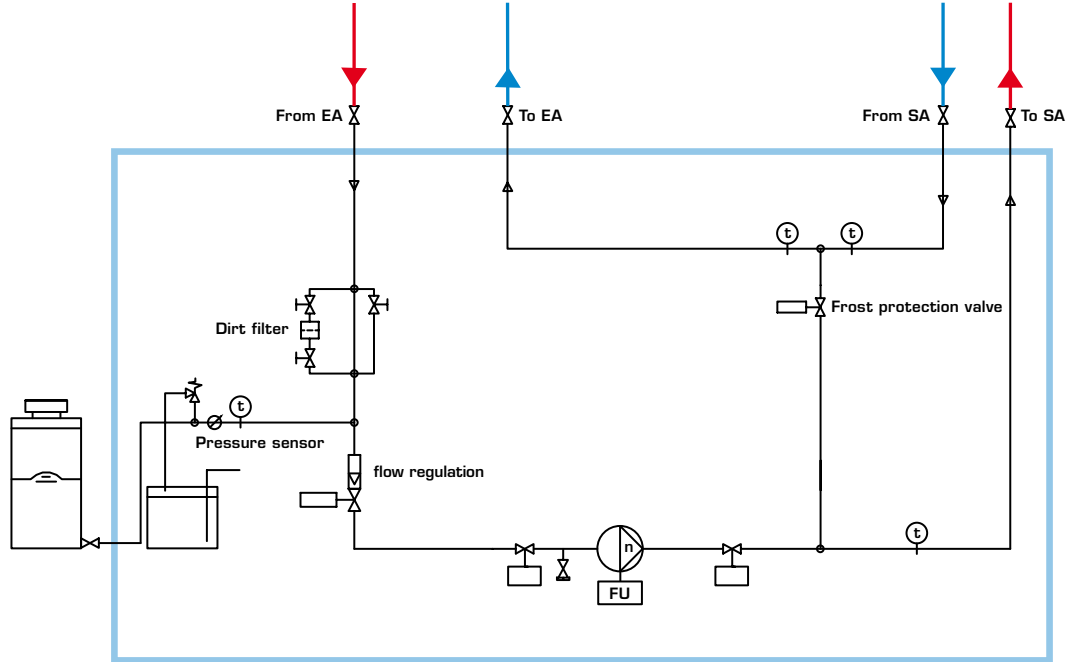 From EA
To EA
From SA
To SA
t
t
Frost protection valve
Dirt filter
t
Pressure sensor
flow regulation
t
n
FU